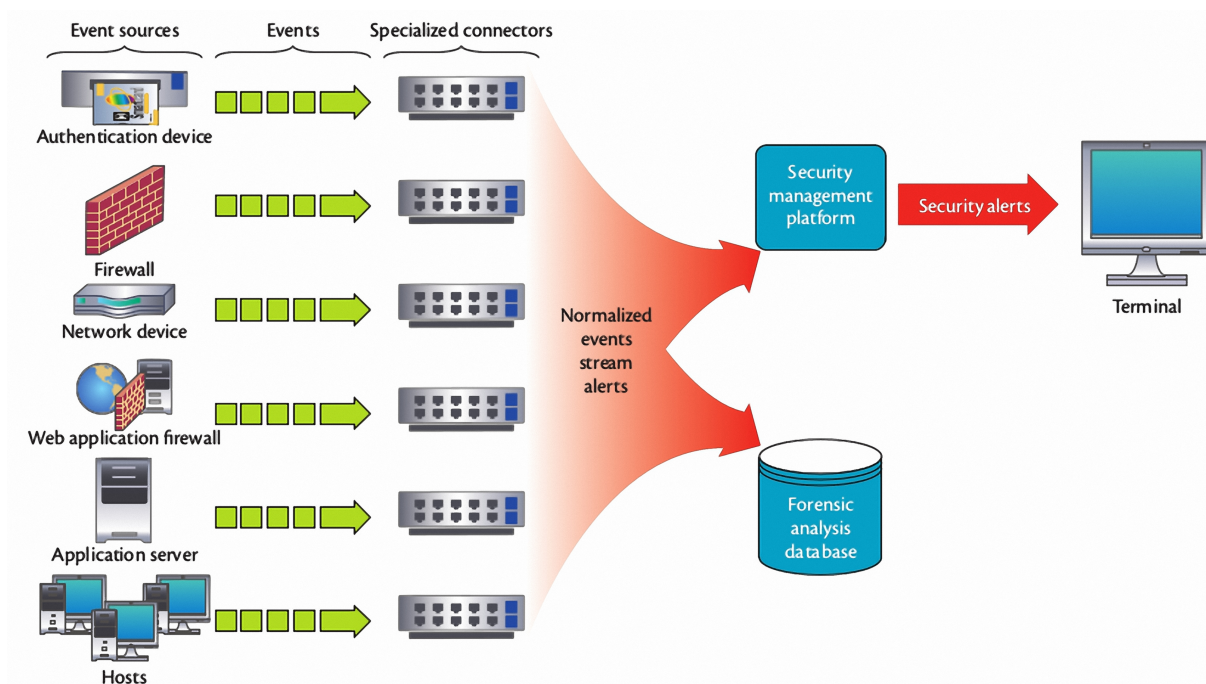 Event sources
Events
Specialized connectors
Authentication device
Firewall
Network device
Web application firewall
Application server
Hosts
Normalized
events
stream
alerts
Security
management
platform
Security alerts
Terminal
Forensic
analysis
database